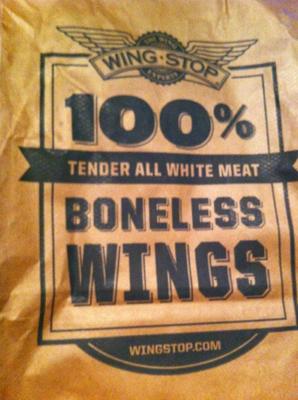 WING·STOP
100%
TENDER ALL WHITE MEAT
BONELESS
WINGS
WINGSTOP.COM